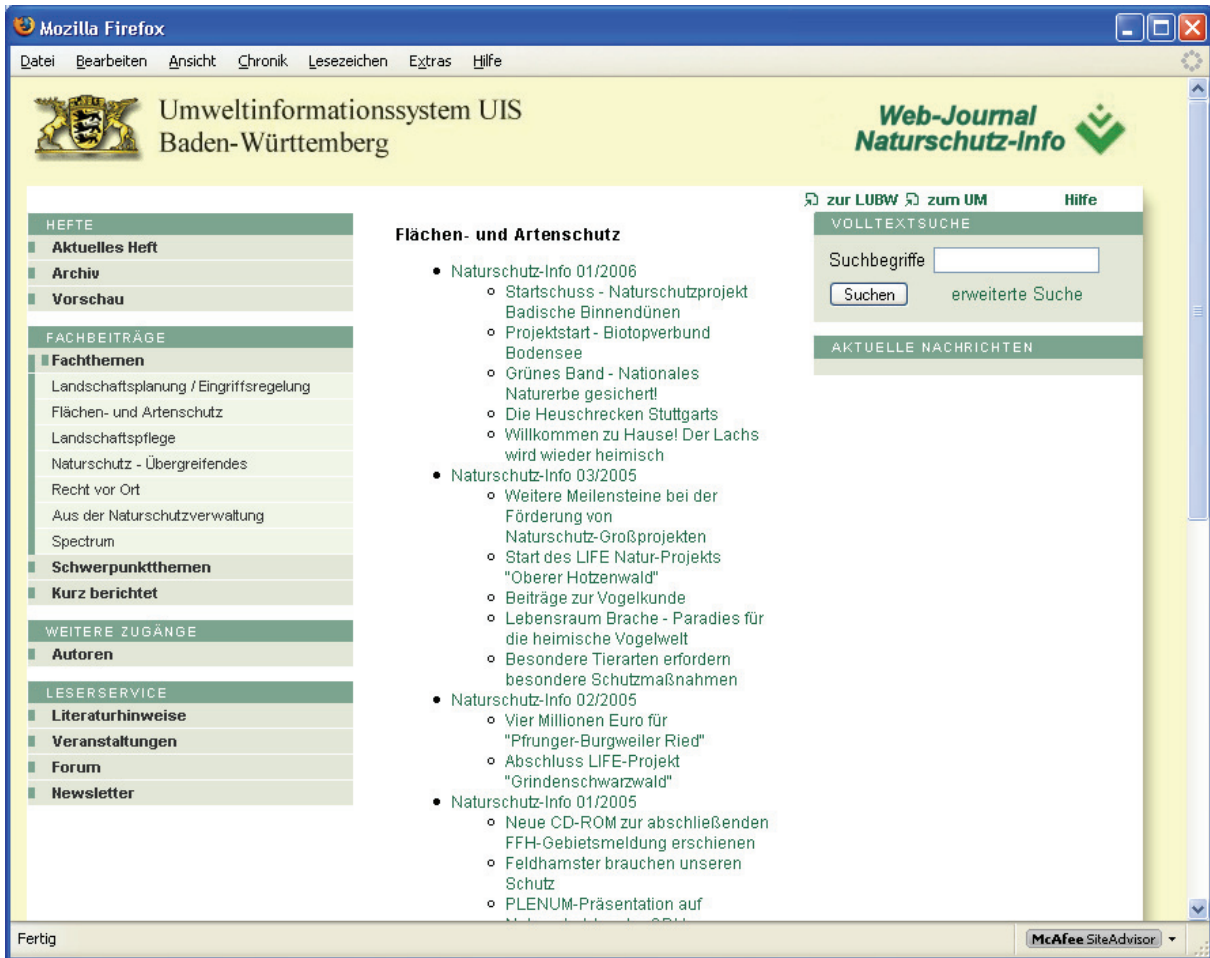 Mozilla Firefox
Datei Bearbeiten Ansicht Chronik Lesezeichen Extras Hilfe
Umweltinformationssystem UIS
Baden-Württemberg
Web-Journal
Naturschutz-Info
zur LUBW zum UM Hilfe
HEFTE
Aktuelles Heft
Archiv
Vorschau
FACHBEITRÄGE
Fachthemen
Landschaftsplanung / Eingriffsregelung
Flächen- und Artenschutz
Landschaftspflege
Naturschutz - Übergreifendes
Recht vor Ort
Aus der Naturschutzverwaltung
Spectrum
Schwerpunktthemen
Kurz berichtet
WEITERE ZUGÄNGE
Autoren
LESERSERVICE
Literaturhinweise
Veranstaltungen
Forum
Newsletter
Flächen- und Artenschutz
Naturschutz-Info 01/2006
Startschuss - Naturschutzprojekt
Badische Binnendünen
Projektstart - Biotopverbund
Bodensee
Grünes Band - Nationales
Naturerbe gesichert!
Die Heuschrecken Stuttgarts
Willkommen zu Hause! Der Lachs
wird wieder heimisch
Naturschutz-Info 03/2005
Weitere Meilensteine bei der
Förderung von
Naturschutz-Großprojekten
Start des LIFE Natur-Projekts
"Oberer Hotzenwald"
Beiträge zur Vogelkunde
Lebensraum Brache - Paradies für
die heimische Vogelwelt
Besondere Tierarten erfordern
besondere Schutzmaßnahmen
Naturschutz-Info 02/2005
Vier Millionen Euro für
"Pfrunger-Burgweiler Ried"
Abschluss LIFE-Projekt
"Grindenschwarzwald"
Naturschutz-Info 01/2005
Neue CD-ROM zur abschließenden
FFH-Gebietsmeldung erschienen
Feldhamster brauchen unseren
Schutz
PLENUM-Präsentation auf
VOLLTEXTSUCHE
Suchbegriffe
Suchen erweiterte Suche
AKTUELLE NACHRICHTEN
Fertig
McAfee SiteAdvisor